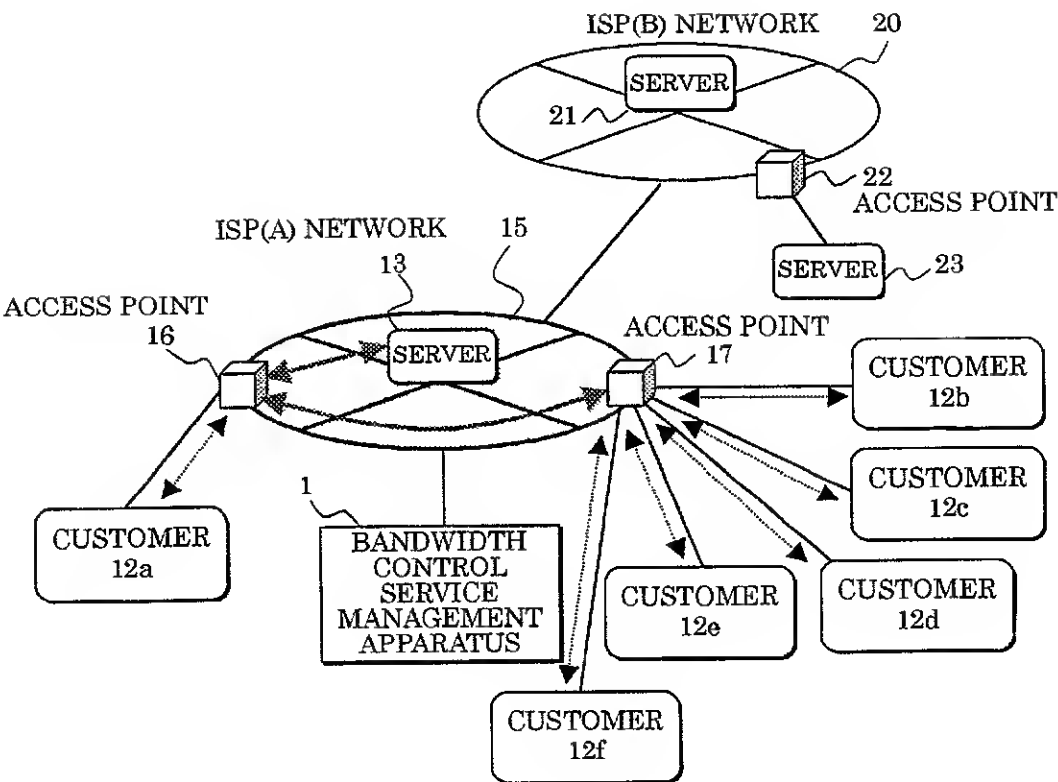 ISP(B) NETWORK
20
SERVER
21
22
ACCESS POINT
SERVER
23
ISP(A) NETWORK
15
13
ACCESS POINT
16
SERVER
ACCESS POINT
17
CUSTOMER
12b
CUSTOMER
12c
CUSTOMER
12a
1
BANDWIDTH
CONTROL
SERVICE
MANAGEMENT
APPARATUS
CUSTOMER
12e
CUSTOMER
12d
CUSTOMER
12f